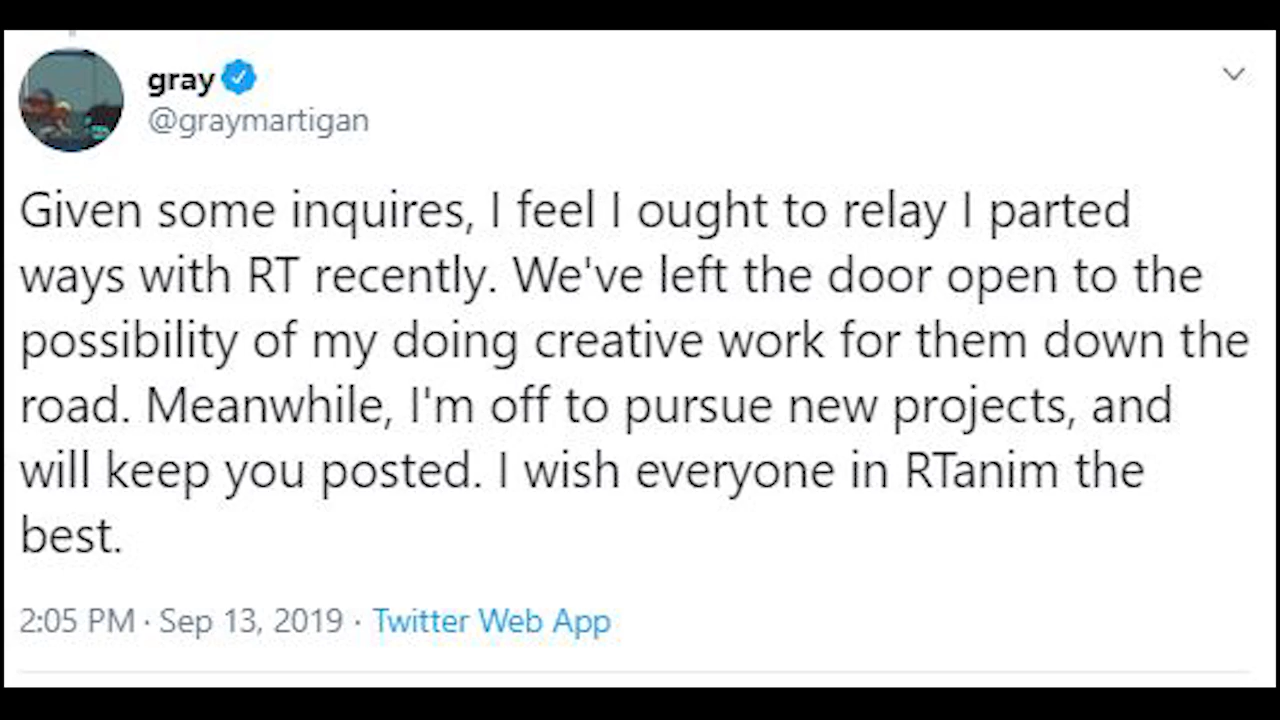 gray
@graymartigan
Given some inquires, I feel I ought to relay I parted
ways with RT recently. We've left the door open to the
possibility of my doing creative work for them down the
road. Meanwhile, I'm off to pursue new projects, and
will keep you posted. I wish everyone in RTanim the
best.
2:05 PM · Sep 13, 2019 · Twitter Web App